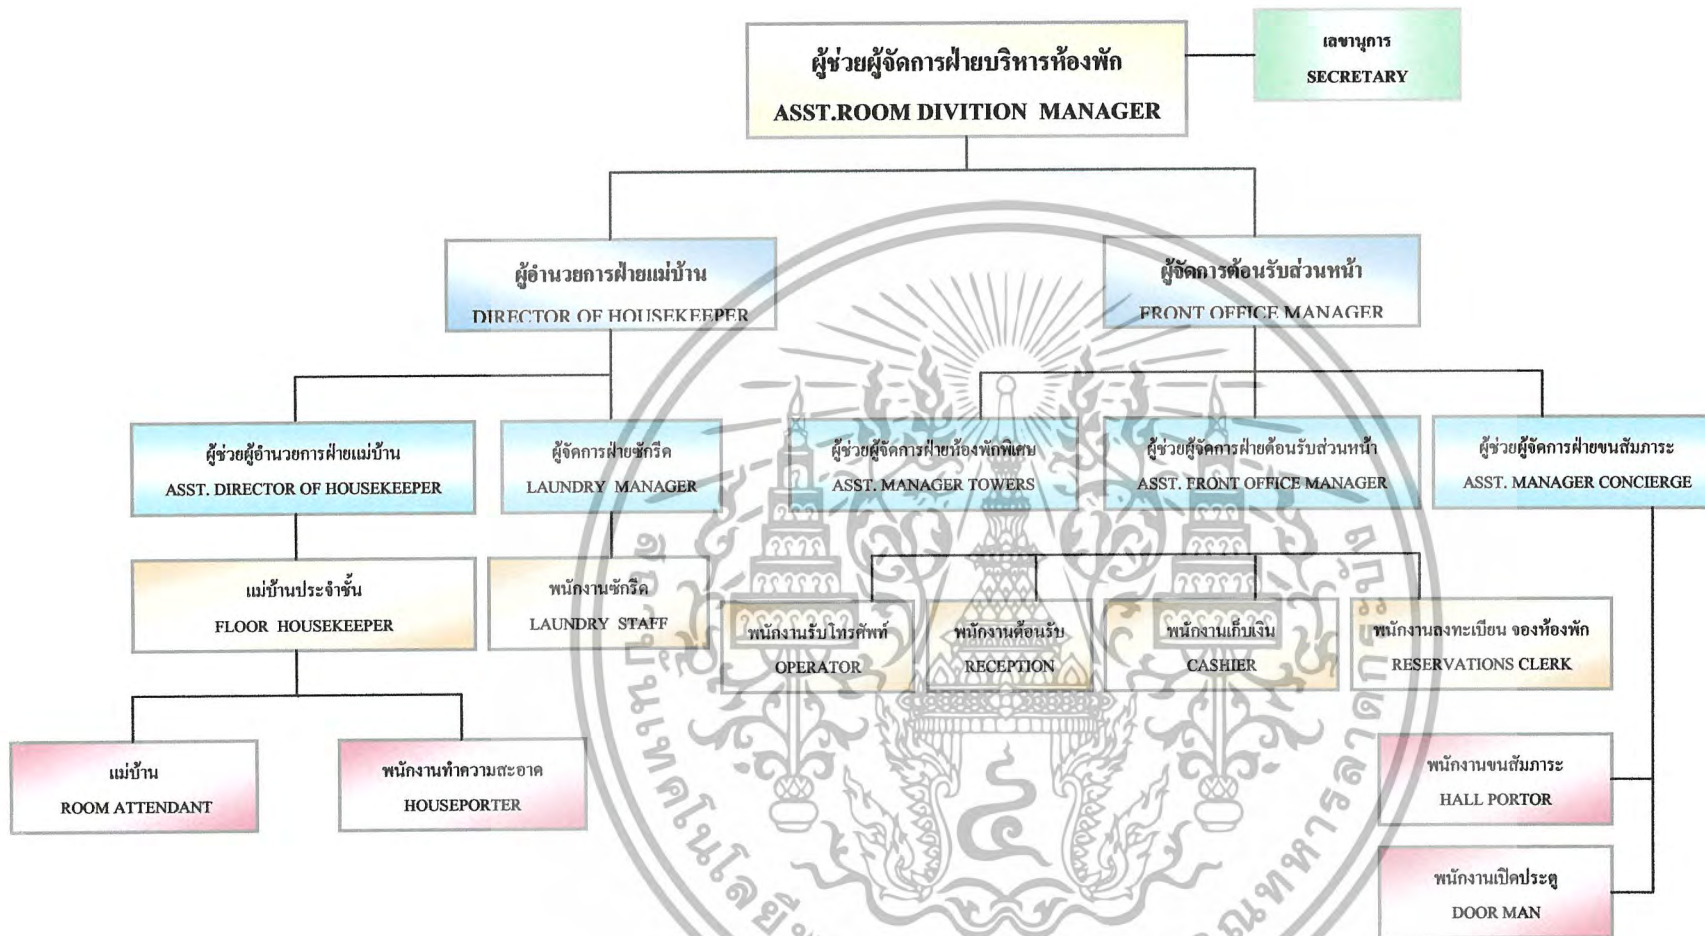 ผู้ช่วยผู้จัดการฝ่ายบริหารห้องพัก
ASST.ROOM DIVITION MANAGER
เลขานุการ
SECRETARY
ผู้อำนวยการฝ่ายแม่บ้าน
DIRECTOR OF HOUSEKEEPER
ผู้จัดการต้อนรับส่วนหน้า
FRONT OFFICE MANAGER
ผู้ช่วยผู้อำนวยการฝ่ายแม่บ้าน
ASST. DIRECTOR OF HOUSEKEEPER
ผู้จัดการฝ่ายซักรีด
LAUNDRY MANAGER
ผู้ช่วยผู้จัดการฝ่ายห้องพักพิเศษ
ASST. MANAGER TOWERS
ผู้ช่วยผู้จัดการฝ่ายต้อนรับส่วนหน้า
ASST. FRONT OFFICE MANAGER
ผู้ช่วยผู้จัดการฝ่ายขนสัมภาระ
ASST. MANAGER CONCIERGE
แม่บ้านประจำชั้น
FLOOR HOUSEKEEPER
พนักงานซักรีด
LAUNDRY STAFF
พนักงานรับโทรศัพท์
OPERATOR
พนักงานต้อนรับ
RECEPTION
พนักงานเก็บเงิน
CASHIER
พนักงานลงทะเบียน จองห้องพัก
RESERVATIONS CLERK
แม่บ้าน
ROOM ATTENDANT
พนักงานทำความสะอาด
HOUSEPORTER
พนักงานขนสัมภาระ
HALL PORTOR
พนักงานเปิดประตู
DOOR MAN